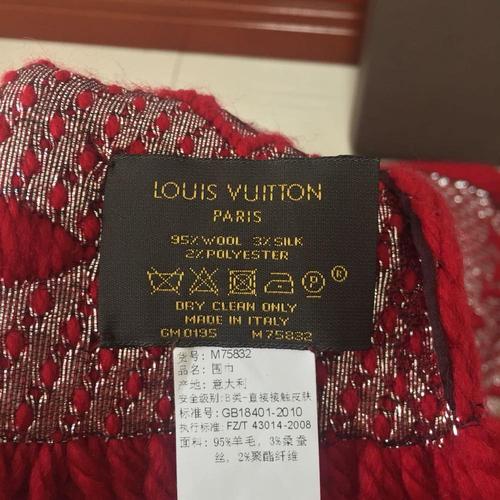 LOUIS VUITTON
PARIS
95% WOOL 3% SILK
2% POLYESTER
P
®
DRY CLEAN ONLY
MADE IN ITALY
GM0195 M75832
货号: M75832
品名: 围巾
产地: 意大利
安全级别: B类-直接接触皮肤
标准号: GB18401-2010
执行标准: FZ/T 43014-2008
面料: 95%羊毛, 3%桑蚕
丝, 2%聚酯纤维